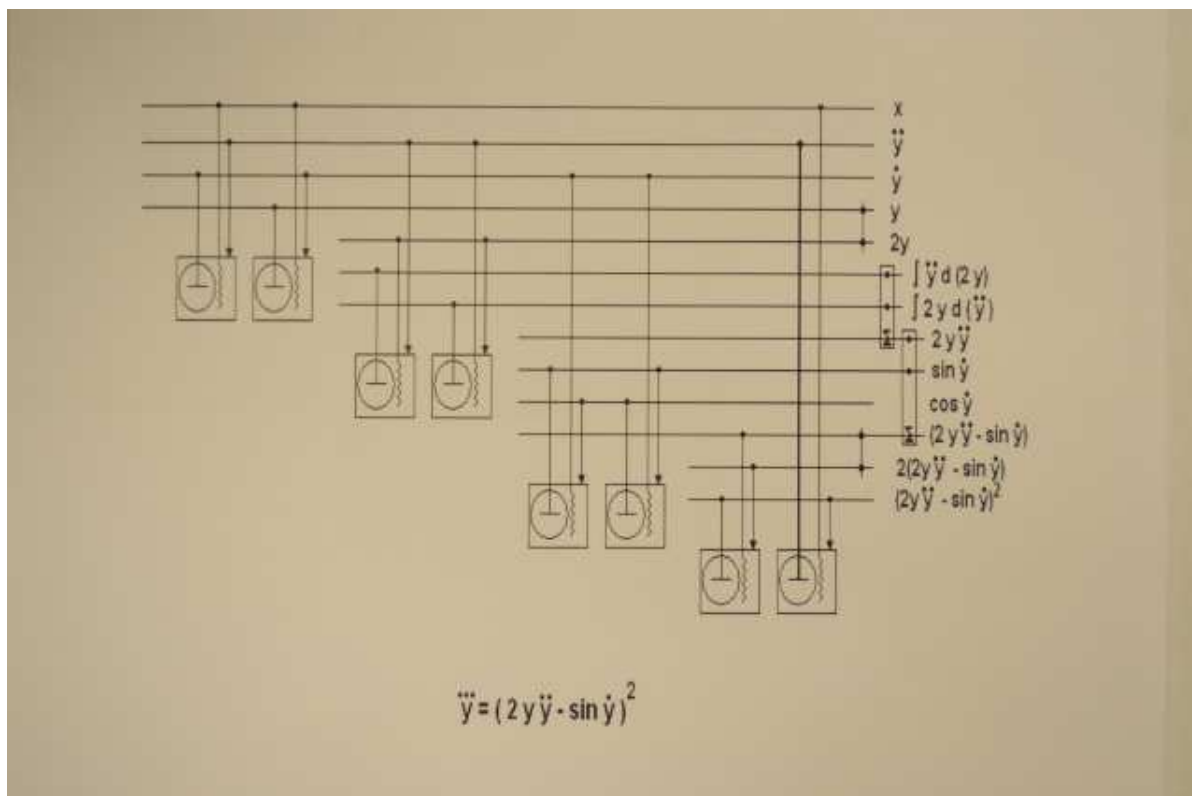 x
ÿ
ẏ
y
2y
∫ ÿ d (2 y)
∫ 2 y d (ÿ)
Σ 2 y ÿ
sin ẏ
cos ẏ
Σ (2 y ÿ - sin ẏ)
2(2y ÿ - sin ẏ)
(2y ÿ - sin ẏ)²
y⃛ = ( 2 y ÿ - sin ẏ )²